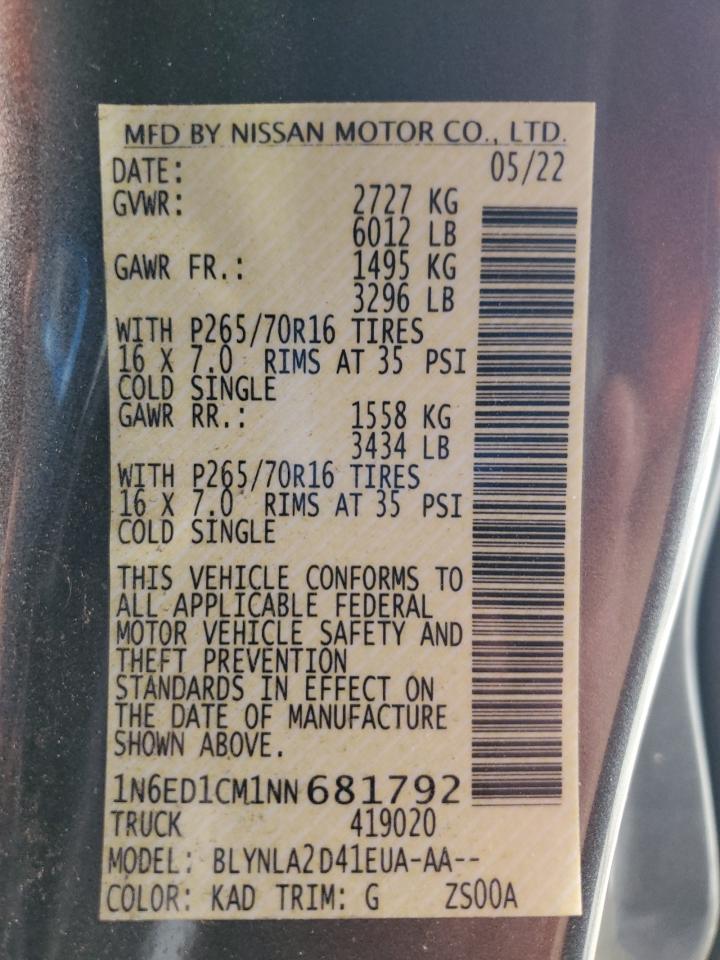 MFD BY NISSAN MOTOR CO., LTD.
DATE: 05/22
GVWR: 2727 KG
6012 LB
GAWR FR.: 1495 KG
3296 LB
WITH P265/70R16 TIRES
16 X 7.0 RIMS AT 35 PSI
COLD SINGLE
GAWR RR.: 1558 KG
3434 LB
WITH P265/70R16 TIRES
16 X 7.0 RIMS AT 35 PSI
COLD SINGLE
THIS VEHICLE CONFORMS TO
ALL APPLICABLE FEDERAL
MOTOR VEHICLE SAFETY AND
THEFT PREVENTION
STANDARDS IN EFFECT ON
THE DATE OF MANUFACTURE
SHOWN ABOVE.
1N6ED1CM1NN681792
TRUCK 419020
MODEL: BLYNLA2D41EUA-AA--
COLOR: KAD TRIM: G ZS00A